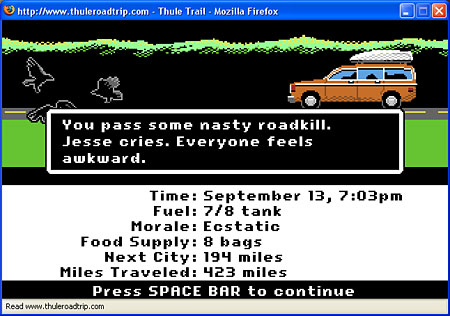 http://www.thuleroadtrip.com - Thule Trail - Mozilla Firefox
You pass some nasty roadkill.
Jesse cries. Everyone feels
awkward.
Time: September 13, 7:03pm
Fuel: 7/8 tank
Morale: Ecstatic
Food Supply: 8 bags
Next City: 194 miles
Miles Traveled: 423 miles
Press SPACE BAR to continue
Read www.thuleroadtrip.com